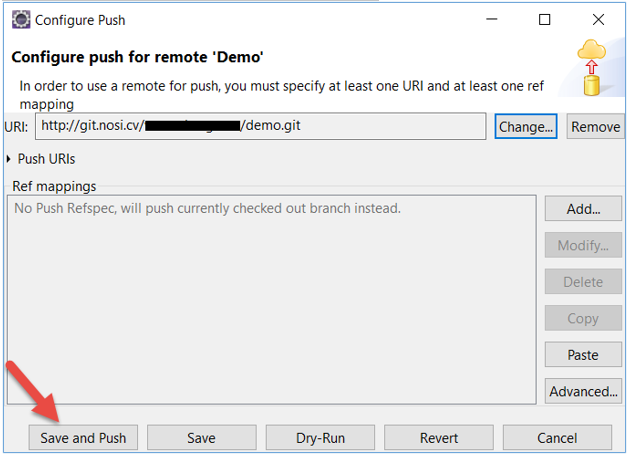 Configure Push
Configure push for remote 'Demo'
In order to use a remote for push, you must specify at least one URI and at least one ref
mapping
URI: http://git.nosi.cv/ /demo.git Change... Remove
Push URIs
Ref mappings
No Push Refspec, will push currently checked out branch instead.
Add...
Modify...
Delete
Copy
Paste
Advanced...
Save and Push Save Dry-Run Revert Cancel